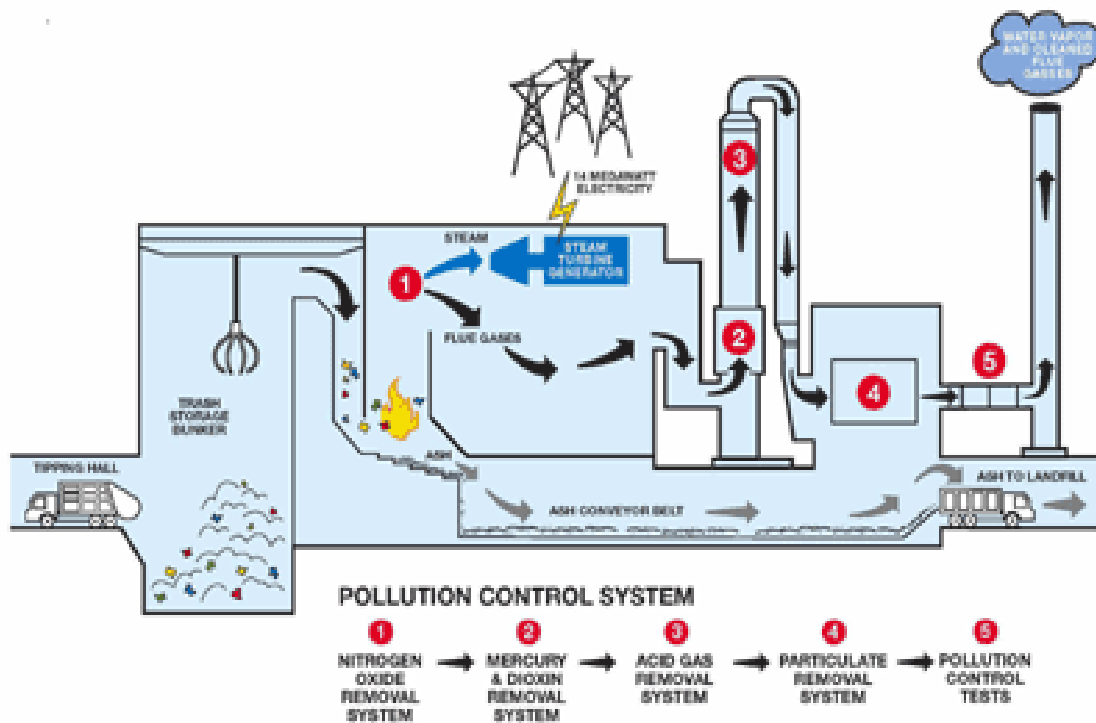 WATER VAPOR
AND CLEANED
FLUE
GASSES
3
14 MEGAWATT
ELECTRICITY
STEAM
STEAM
TURBINE
GENERATOR
1
FLUE GASES
2
5
4
TRASH
STORAGE
BUNKER
TIPPING HALL
ASH
ASH TO LANDFILL
ASH CONVEYOR BELT
POLLUTION CONTROL SYSTEM
1 2 3 4 5
NITROGEN MERCURY ACID GAS PARTICULATE POLLUTION
OXIDE & DIOXIN REMOVAL REMOVAL CONTROL
REMOVAL REMOVAL SYSTEM SYSTEM TESTS
SYSTEM SYSTEM